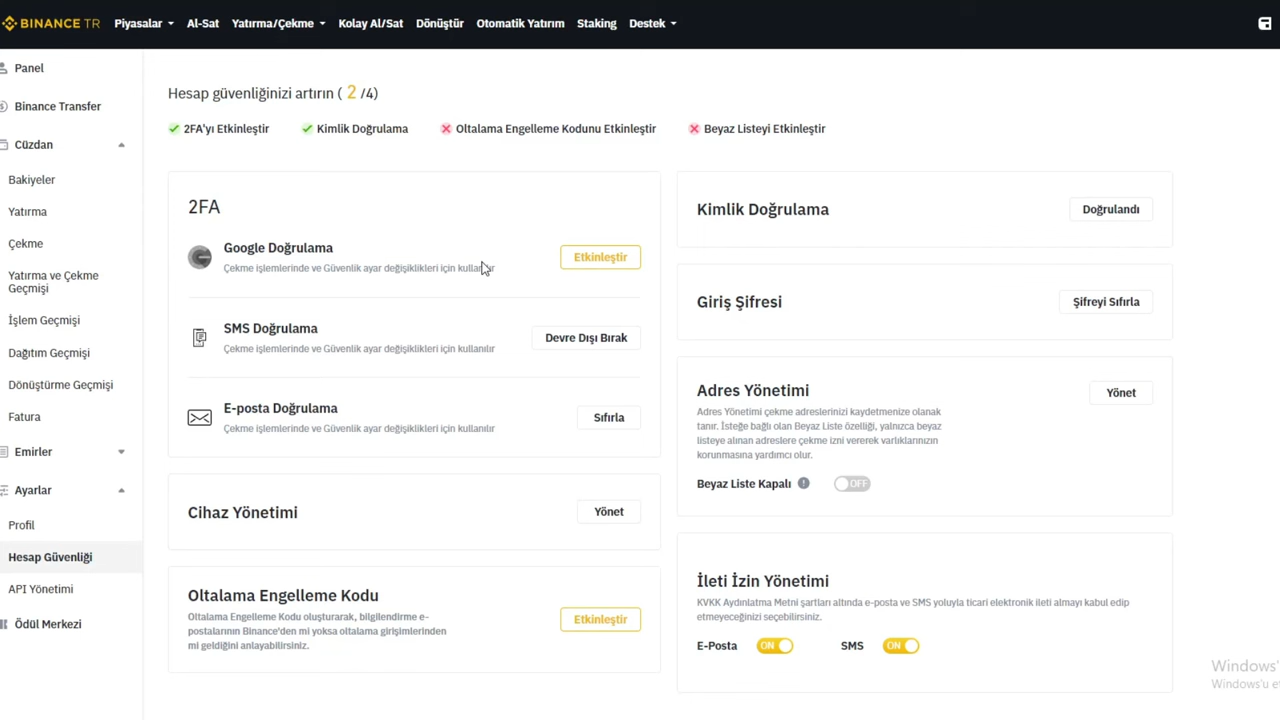 BINANCE TR
Piyasalar
Al-Sat
Yatırma/Çekme
Kolay Al/Sat
Dönüştür
Otomatik Yatırım
Staking
Destek
Panel
Binance Transfer
Cüzdan
Bakiyeler
Yatırma
Çekme
Yatırma ve Çekme
Geçmişi
İşlem Geçmişi
Dağıtım Geçmişi
Dönüştürme Geçmişi
Fatura
Emirler
Ayarlar
Profil
Hesap Güvenliği
API Yönetimi
Ödül Merkezi
Hesap güvenliğinizi artırın ( 2 /4)
2FA'yı Etkinleştir
Kimlik Doğrulama
Oltalama Engelleme Kodunu Etkinleştir
Beyaz Listeyi Etkinleştir
2FA
Google Doğrulama
Çekme işlemlerinde ve Güvenlik ayar değişiklikleri için kullanılır
Etkinleştir
SMS Doğrulama
Çekme işlemlerinde ve Güvenlik ayar değişiklikleri için kullanılır
Devre Dışı Bırak
E-posta Doğrulama
Çekme işlemlerinde ve Güvenlik ayar değişiklikleri için kullanılır
Sıfırla
Cihaz Yönetimi
Yönet
Oltalama Engelleme Kodu
Oltalama Engelleme Kodu oluşturarak, bilgilendirme e-
postalarının Binance'den mi yoksa oltalama girişimlerinden
mi geldiğini anlayabilirsiniz.
Etkinleştir
Kimlik Doğrulama
Doğrulandı
Giriş Şifresi
Şifreyi Sıfırla
Adres Yönetimi
Yönet
Adres Yönetimi çekme adreslerinizi kaydetmenize olanak
tanır. İsteğe bağlı olan Beyaz Liste özelliği, yalnızca beyaz
listeye alınan adreslere çekme izni vererek varlıklarınızın
korunmasına yardımcı olur.
Beyaz Liste Kapalı
OFF
İleti İzin Yönetimi
KVKK Aydınlatma Metni şartları altında e-posta ve SMS yoluyla ticari elektronik ileti almayı kabul edip
etmeyeceğinizi seçebilirsiniz.
E-Posta
ON
SMS
ON
Windows'
Windows'u et